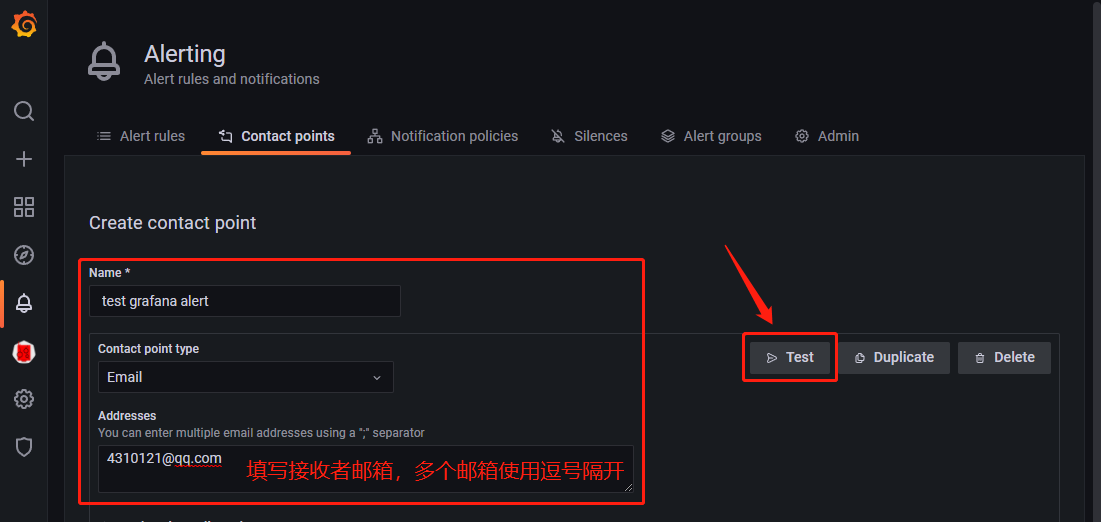 Alerting
Alert rules and notifications
Alert rules
Contact points
Notification policies
Silences
Alert groups
Admin
Create contact point
Name *
test grafana alert
Contact point type
Test
Duplicate
Delete
Email
Addresses
You can enter multiple email addresses using a ";" separator
4310121@qq.com
填写接收者邮箱，多个邮箱使用逗号隔开